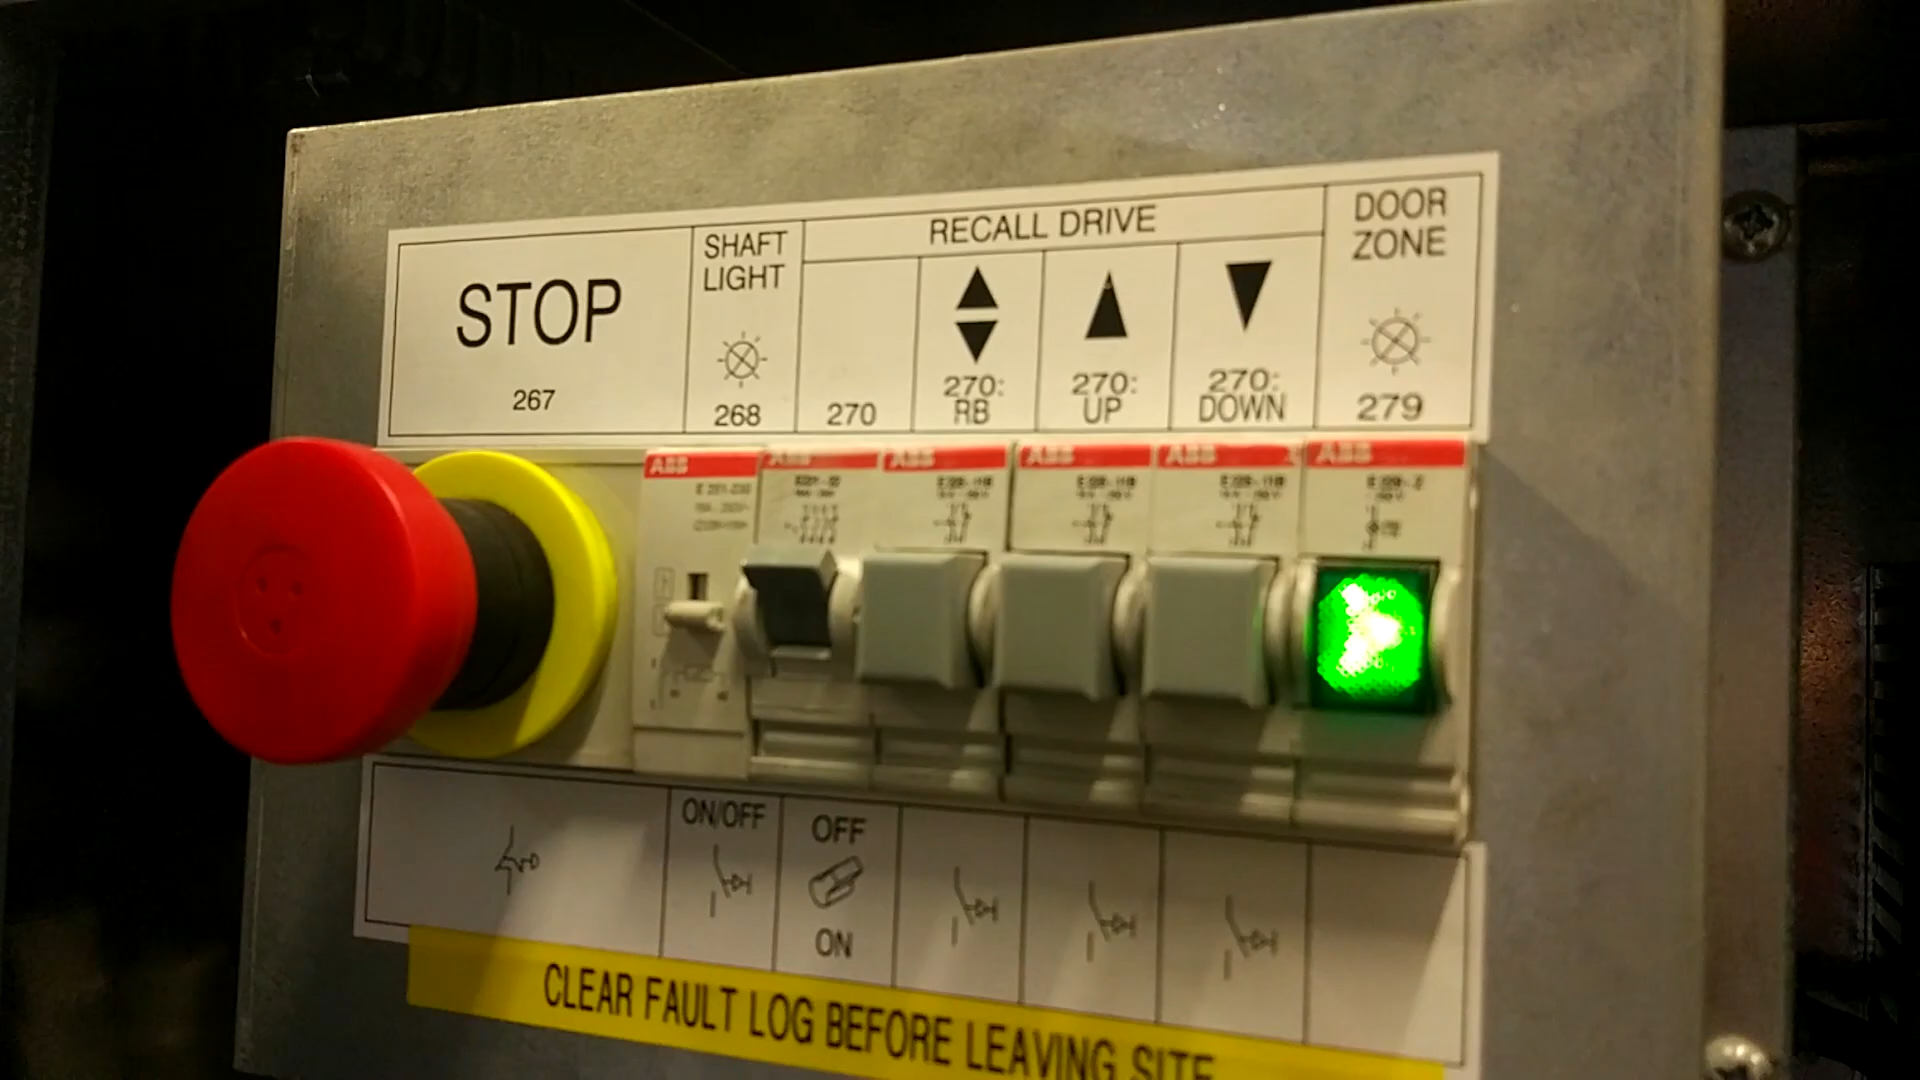 STOP
267
SHAFT
LIGHT
268
RECALL DRIVE
270
270:
RB
270:
UP
270:
DOWN
DOOR
ZONE
279
ABB
ABB
ABB
ABB
ABB
ABB
ON/OFF
OFF
ON
CLEAR FAULT LOG BEFORE LEAVING SITE